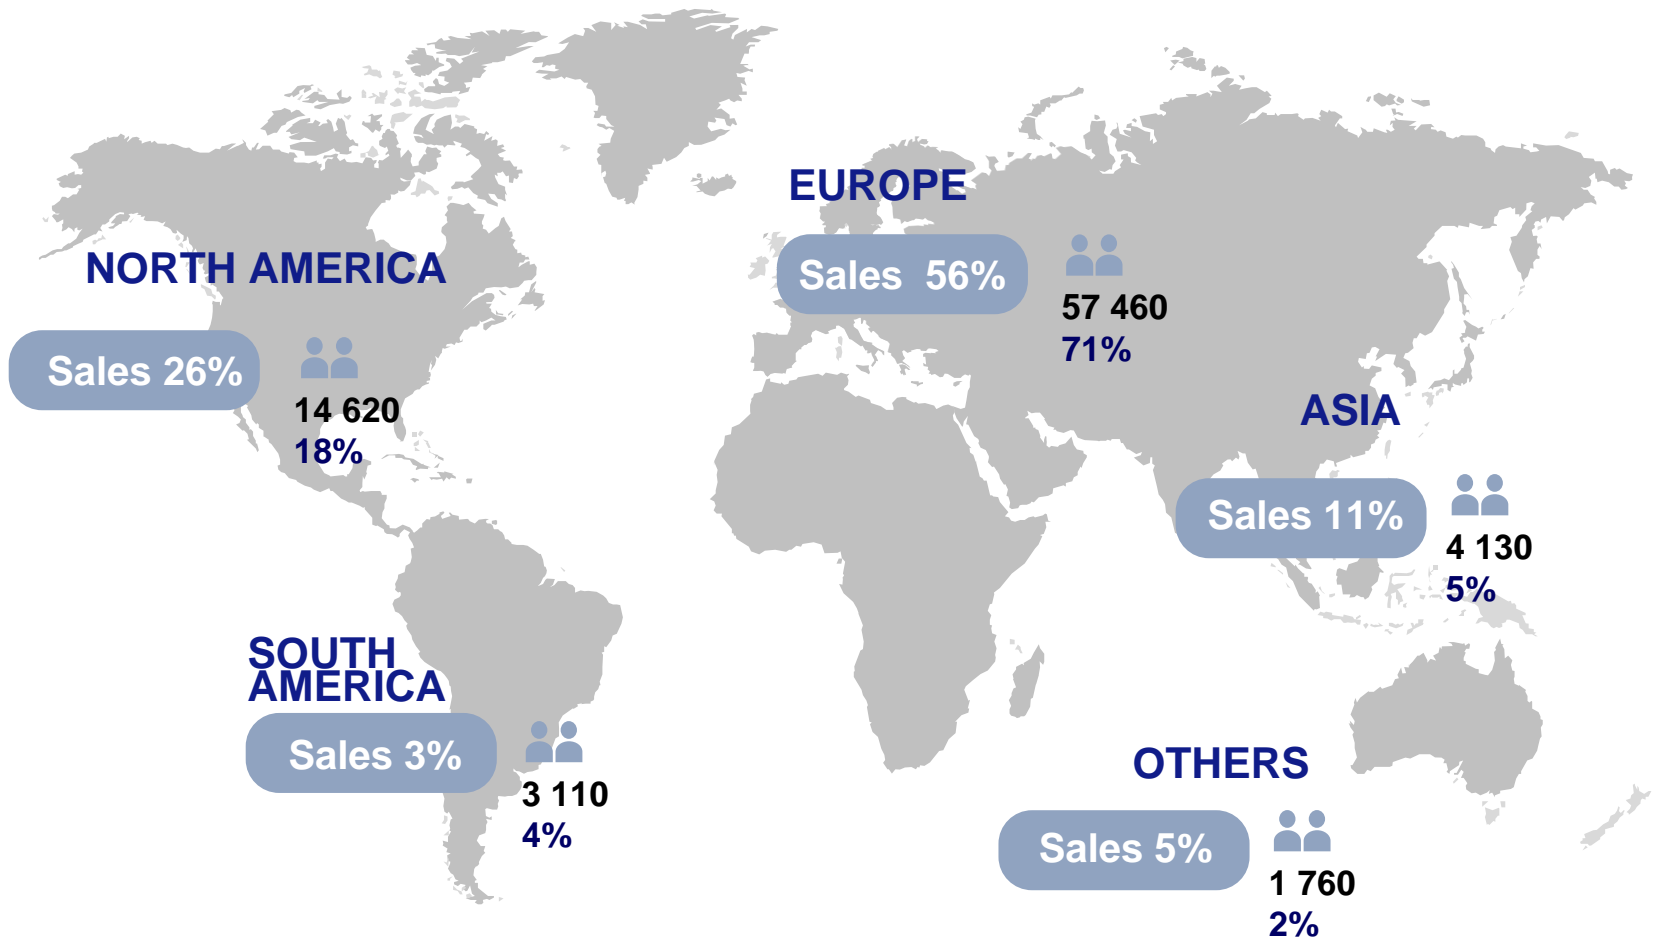 EUROPE
Sales 56%
57 460
71%
NORTH AMERICA
Sales 26%
14 620
18%
ASIA
Sales 11%
4 130
5%
SOUTH
AMERICA
Sales 3%
3 110
4%
OTHERS
Sales 5%
1 760
2%